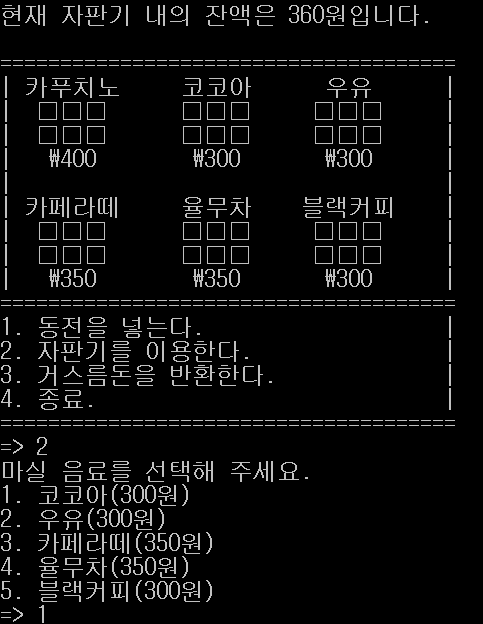 현재 자판기 내의 잔액은 360원입니다.
======================================
| 카푸치노 코코아 우유 |
| □□□ □□□ □□□ |
| □□□ □□□ □□□ |
| ₩400 ₩300 ₩300 |
| |
| 카페라떼 율무차 블랙커피 |
| □□□ □□□ □□□ |
| □□□ □□□ □□□ |
| ₩350 ₩350 ₩300 |
======================================
1. 동전을 넣는다. |
2. 자판기를 이용한다. |
3. 거스름돈을 반환한다. |
4. 종료. |
======================================
=> 2
마실 음료를 선택해 주세요.
1. 코코아(300원)
2. 우유(300원)
3. 카페라떼(350원)
4. 율무차(350원)
5. 블랙커피(300원)
=> 1